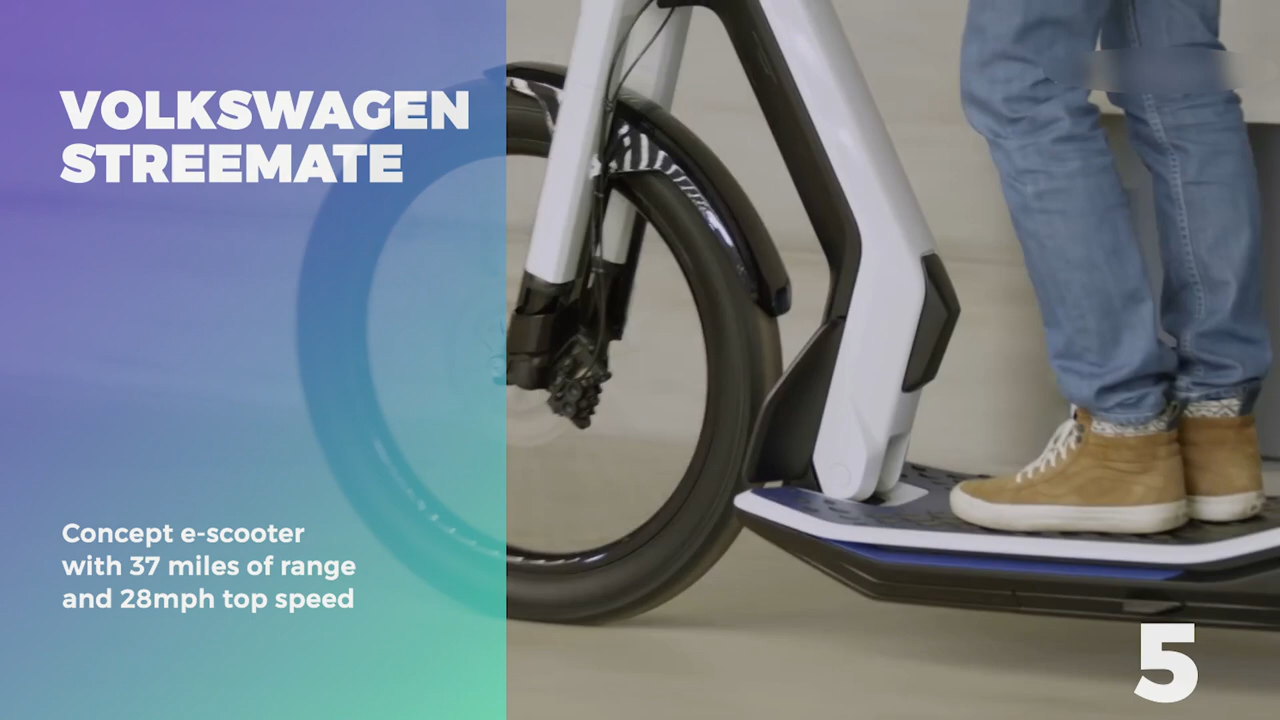 VOLKSWAGEN
STREEMATE
Concept e-scooter
with 37 miles of range
and 28mph top speed
5